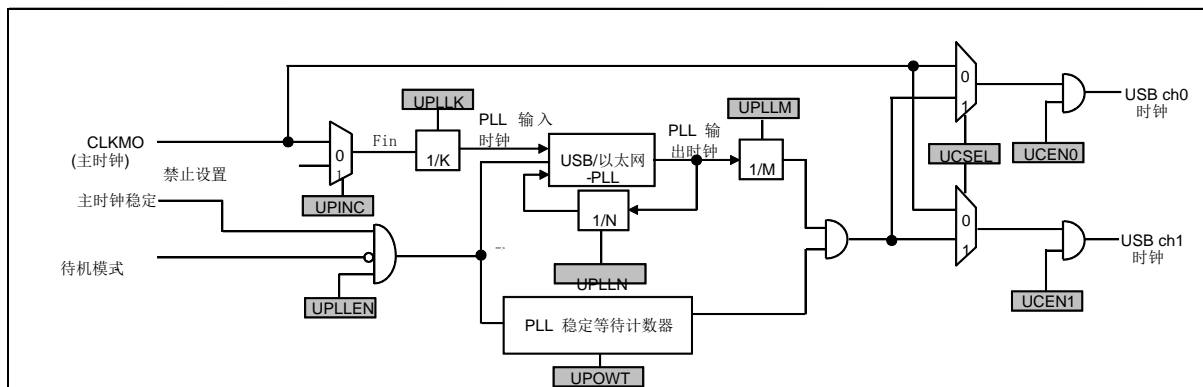 UPLLK
UPLLM
0
1
USB ch0
时钟
CLKMO
(主时钟)
0
1
Fin
1/K
PLL 输入
时钟
USB/以太网
-PLL
PLL 输
出时钟
1/M
UCSEL
UCEN0
禁止设置
UPINC
1/N
主时钟稳定
0
1
USB ch1
时钟
待机模式
UPLLEN
UPLLN
UCEN1
PLL 稳定等待计数器
UPOWT